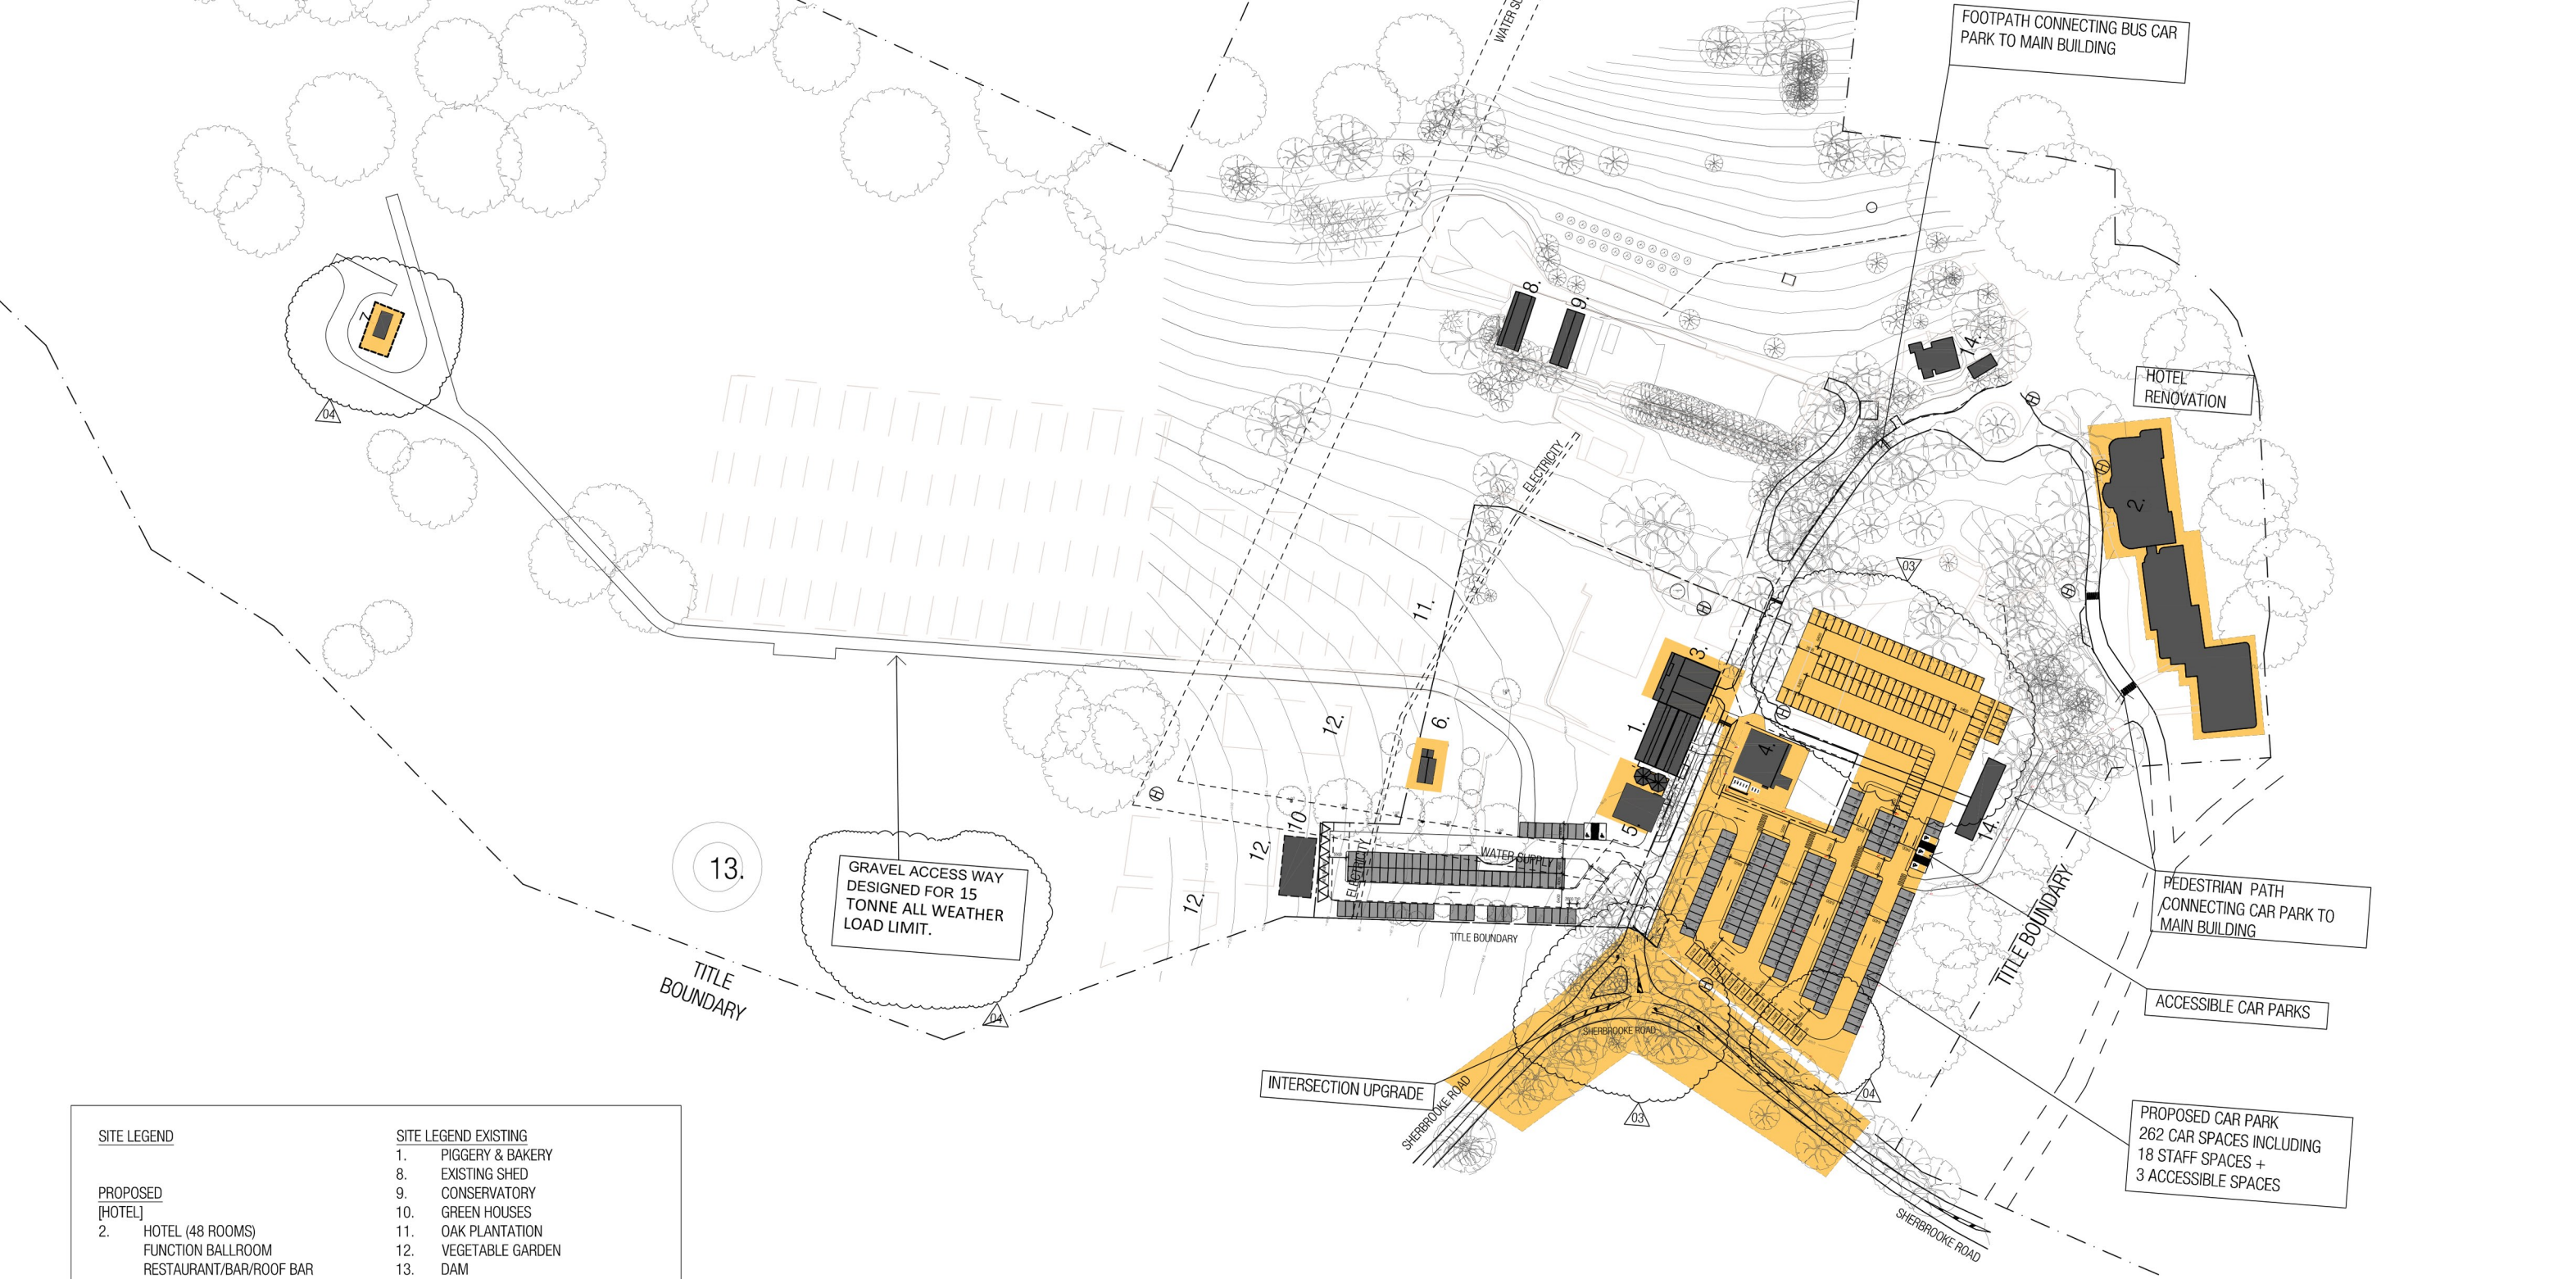 WATER SU
FOOTPATH CONNECTING BUS CAR
PARK TO MAIN BUILDING
8.
9.
7
14.
04
HOTEL
RENOVATION
ELECTRICITY
2.
03
11.
3.
12.
6.
1.
4.
5
10
12.
12.
14.
ELECTRICITY
WATER SUPPLY
TITLE BOUNDARY
13.
GRAVEL ACCESS WAY
DESIGNED FOR 15
TONNE ALL WEATHER
LOAD LIMIT.
04
TITLE
BOUNDARY
TITLE BOUNDARY
PEDESTRIAN PATH
CONNECTING CAR PARK TO
MAIN BUILDING
ACCESSIBLE CAR PARKS
SHERBROOKE ROAD
INTERSECTION UPGRADE
SHERBROOKE ROAD
03
04
PROPOSED CAR PARK
262 CAR SPACES INCLUDING
18 STAFF SPACES +
3 ACCESSIBLE SPACES
SHERBROOKE ROAD
SITE LEGEND
PROPOSED
[HOTEL]
2. HOTEL (48 ROOMS)
FUNCTION BALLROOM
RESTAURANT/BAR/ROOF BAR
SITE LEGEND EXISTING
1. PIGGERY & BAKERY
8. EXISTING SHED
9. CONSERVATORY
10. GREEN HOUSES
11. OAK PLANTATION
12. VEGETABLE GARDEN
13. DAM